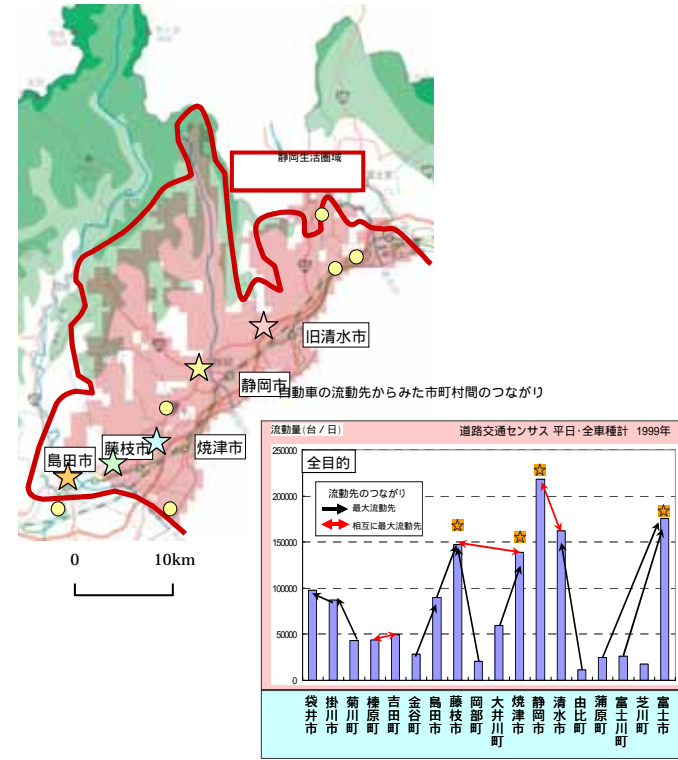 静岡生活圏域
旧清水市
静岡市
自動車の流動先からみた市町村間のつながり
焼津市
藤枝市
島田市
0 10km
流動量(台/日)
道路交通センサス 平日・全車種計 1999年
全目的
流動先のつながり
最大流動先
相互に最大流動先
250000
200000
150000
100000
50000
0
袋井市
掛川市
菊川町
榛原町
吉田町
金谷町
島田市
藤枝市
岡部町
大井川町
焼津市
静岡市
清水市
由比町
蒲原町
富士川町
芝川町
富士市